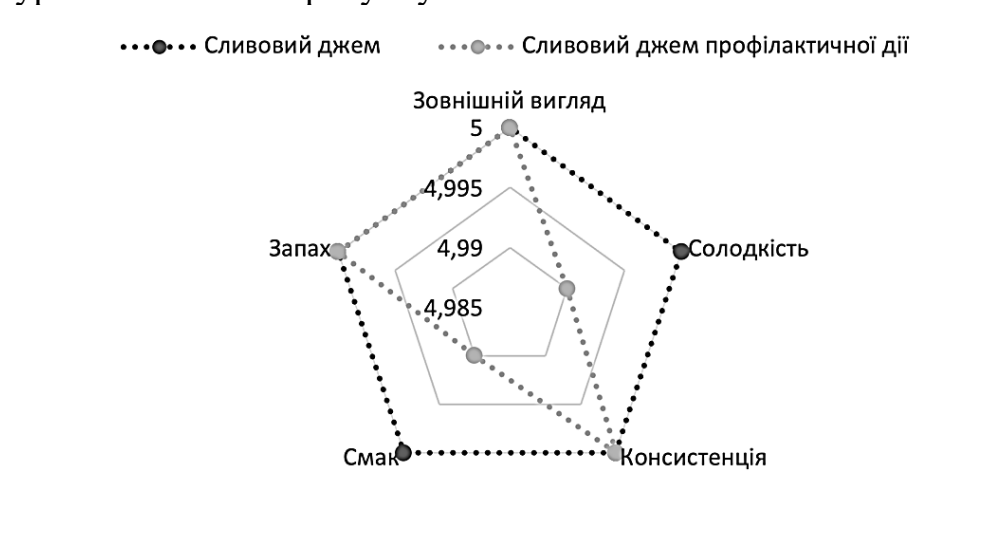 Сливовий джем
Сливовий джем профілактичної дії
Зовнішній вигляд
5
4,995
Запах
4,99
Солодкість
4,985
Смак
Консистенція